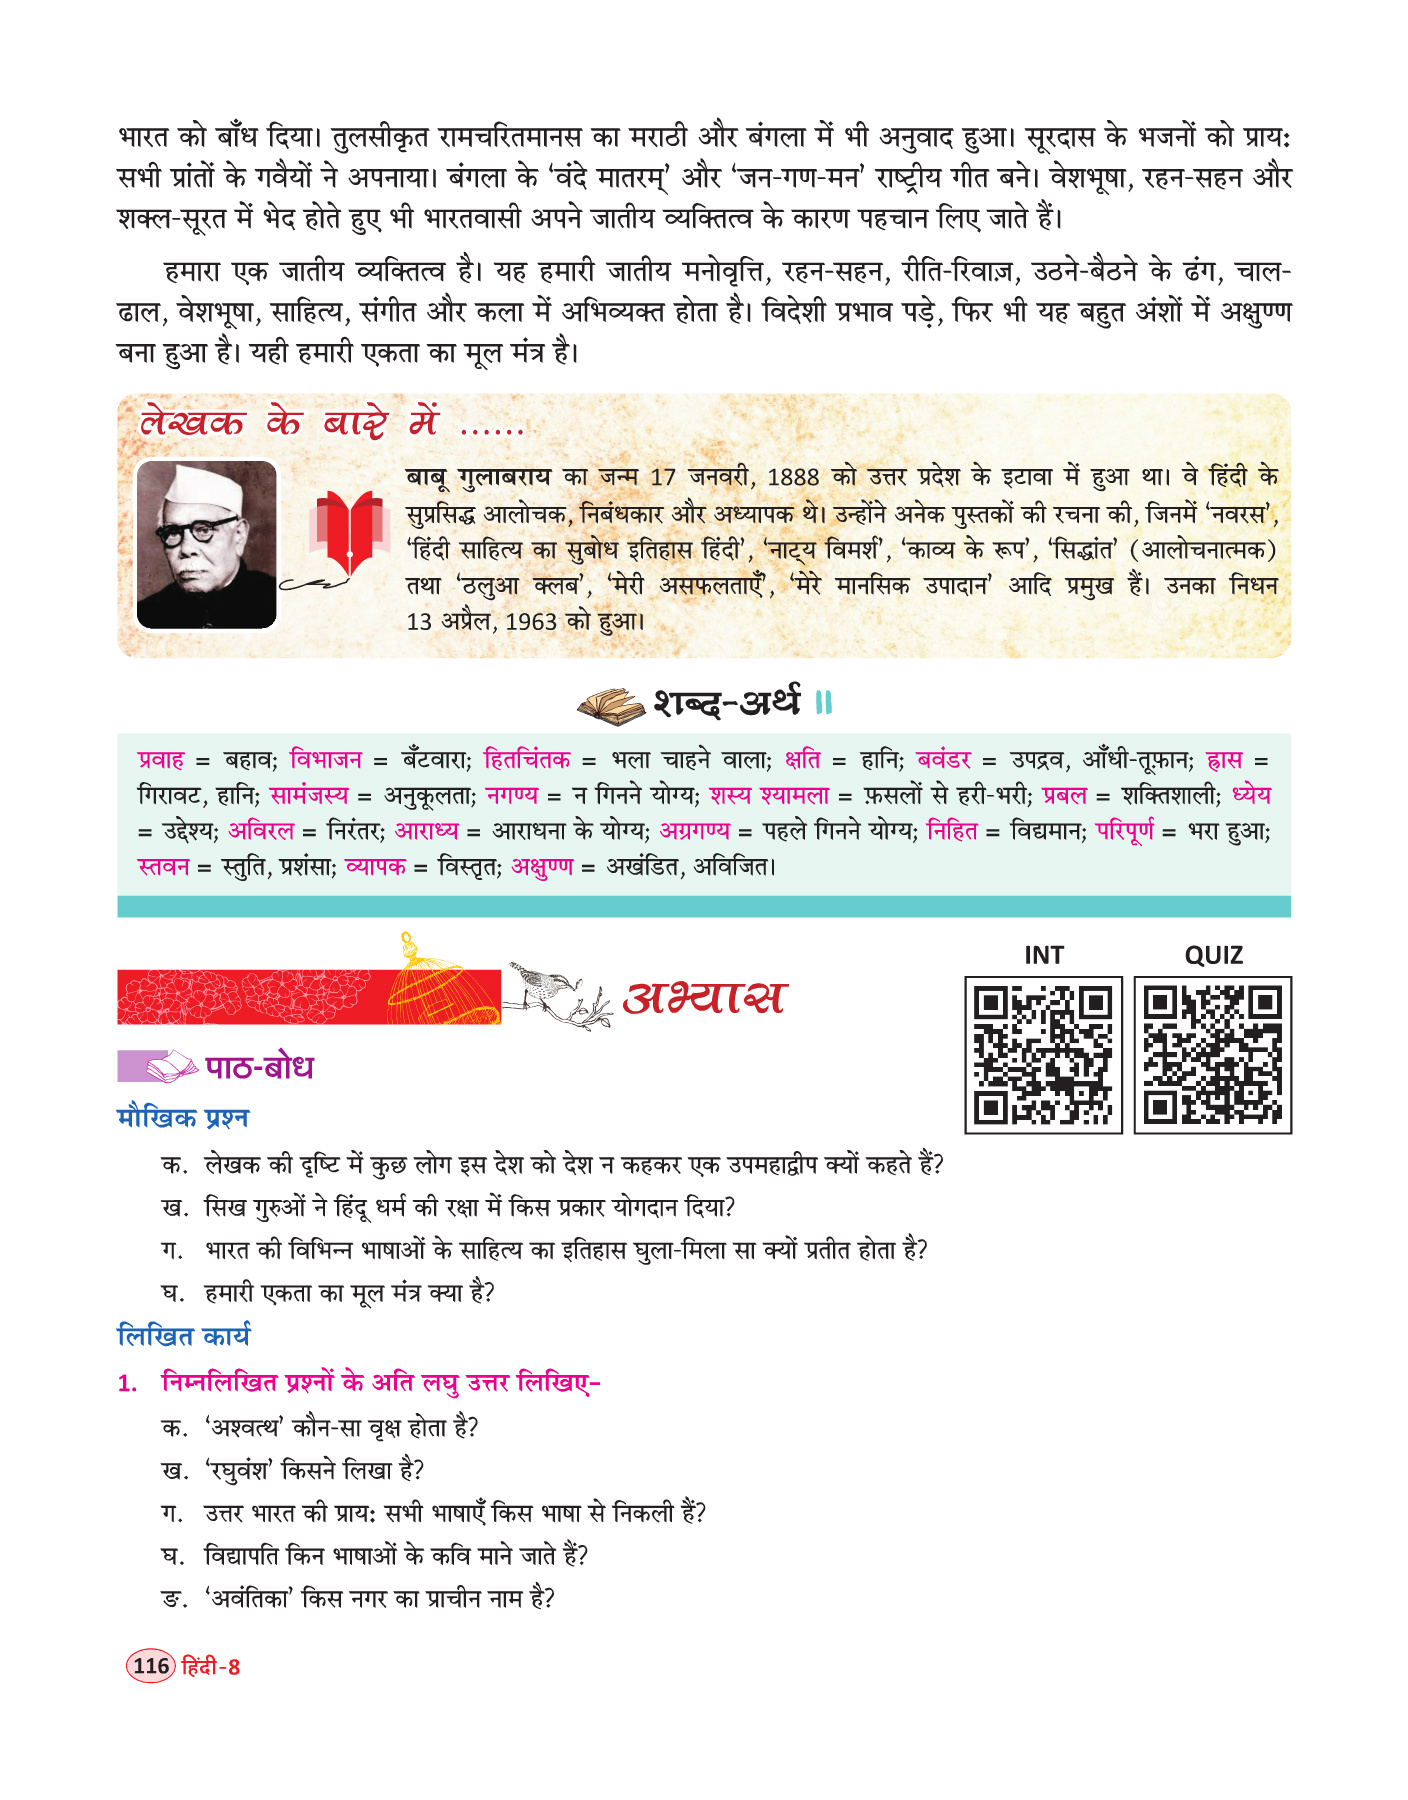 भारत को बाँध दिया। तुलसीकृत रामचरितमानस का मराठी और बंगला में भी अनुवाद हुआ। सूरदास के भजनों को प्रायः
सभी प्रांतों के गवैयों ने अपनाया। बंगला के ‘वंदे मातरम्’ और ‘जन-गण-मन’ राष्ट्रीय गीत बने। वेशभूषा, रहन-सहन और
शक्ल-सूरत में भेद होते हुए भी भारतवासी अपने जातीय व्यक्तित्व के कारण पहचान लिए जाते हैं।
हमारा एक जातीय व्यक्तित्व है। यह हमारी जातीय मनोवृत्ति, रहन-सहन, रीति-रिवाज़, उठने-बैठने के ढंग, चाल-
ढाल, वेशभूषा, साहित्य, संगीत और कला में अभिव्यक्त होता है। विदेशी प्रभाव पड़े, फिर भी यह बहुत अंशों में अक्षुण्ण
बना हुआ है। यही हमारी एकता का मूल मंत्र है।
लेखक के बारे में ......
बाबू गुलाबराय का जन्म 17 जनवरी, 1888 को उत्तर प्रदेश के इटावा में हुआ था। वे हिंदी के
सुप्रसिद्ध आलोचक, निबंधकार और अध्यापक थे। उन्होंने अनेक पुस्तकों की रचना की, जिनमें ‘नवरस’,
‘हिंदी साहित्य का सुबोध इतिहास हिंदी’, ‘नाट्य विमर्श’, ‘काव्य के रूप’, ‘सिद्धांत’ (आलोचनात्मक)
तथा ‘ठलुआ क्लब’, ‘मेरी असफलताएँ’, ‘मेरे मानसिक उपादान’ आदि प्रमुख हैं। उनका निधन
13 अप्रैल, 1963 को हुआ।
शब्द-अर्थ
प्रवाह = बहाव; विभाजन = बँटवारा; हितचिंतक = भला चाहने वाला; क्षति = हानि; बवंडर = उपद्रव, आँधी-तूफ़ान; ह्रास =
गिरावट, हानि; सामंजस्य = अनुकूलता; नगण्य = न गिनने योग्य; शस्य श्यामला = फ़सलों से हरी-भरी; प्रबल = शक्तिशाली; ध्येय
= उद्देश्य; अविरल = निरंतर; आराध्य = आराधना के योग्य; अग्रगण्य = पहले गिनने योग्य; निहित = विद्यमान; परिपूर्ण = भरा हुआ;
स्तवन = स्तुति, प्रशंसा; व्यापक = विस्तृत; अक्षुण्ण = अखंडित, अविजित।
INT QUIZ
अभ्यास
पाठ-बोध
मौखिक प्रश्न
क. लेखक की दृष्टि में कुछ लोग इस देश को देश न कहकर एक उपमहाद्वीप क्यों कहते हैं?
ख. सिख गुरुओं ने हिंदू धर्म की रक्षा में किस प्रकार योगदान दिया?
ग. भारत की विभिन्न भाषाओं के साहित्य का इतिहास घुला-मिला सा क्यों प्रतीत होता है?
घ. हमारी एकता का मूल मंत्र क्या है?
लिखित कार्य
1. निम्नलिखित प्रश्नों के अति लघु उत्तर लिखिए–
क. ‘अश्वत्थ’ कौन-सा वृक्ष होता है?
ख. ‘रघुवंश’ किसने लिखा है?
ग. उत्तर भारत की प्रायः सभी भाषाएँ किस भाषा से निकली हैं?
घ. विद्यापति किन भाषाओं के कवि माने जाते हैं?
ङ. ‘अवंतिका’ किस नगर का प्राचीन नाम है?
116 हिंदी-8